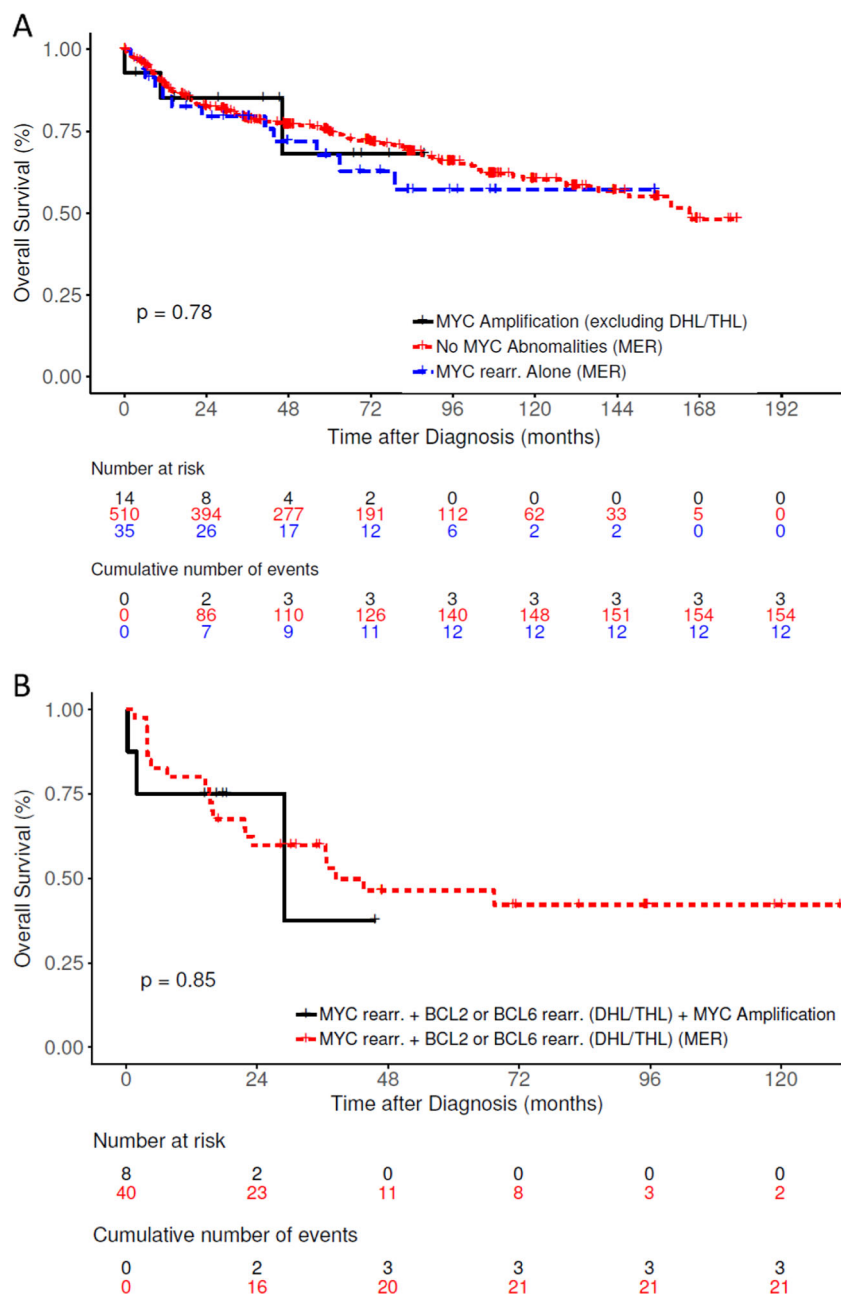 A
1.00
0.75
0.50
0.25
0.00
Overall Survival (%)
p = 0.78
MYC Amplification (excluding DHL/THL)
No MYC Abnomalities (MER)
MYC rearr. Alone (MER)
0 24 48 72 96 120 144 168 192
Time after Diagnosis (months)
Number at risk
14 8 4 2 0 0 0 0 0
510 394 277 191 112 62 33 5 0
35 26 17 12 6 2 2 0 0
Cumulative number of events
0 2 3 3 3 3 3 3 3
0 86 110 126 140 148 151 154 154
0 7 9 11 12 12 12 12 12
B
1.00
0.75
0.50
0.25
0.00
Overall Survival (%)
p = 0.85
MYC rearr. + BCL2 or BCL6 rearr. (DHL/THL) + MYC Amplification
MYC rearr. + BCL2 or BCL6 rearr. (DHL/THL) (MER)
0 24 48 72 96 120
Time after Diagnosis (months)
Number at risk
8 2 0 0 0 0
40 23 11 8 3 2
Cumulative number of events
0 2 3 3 3 3
0 16 20 21 21 21